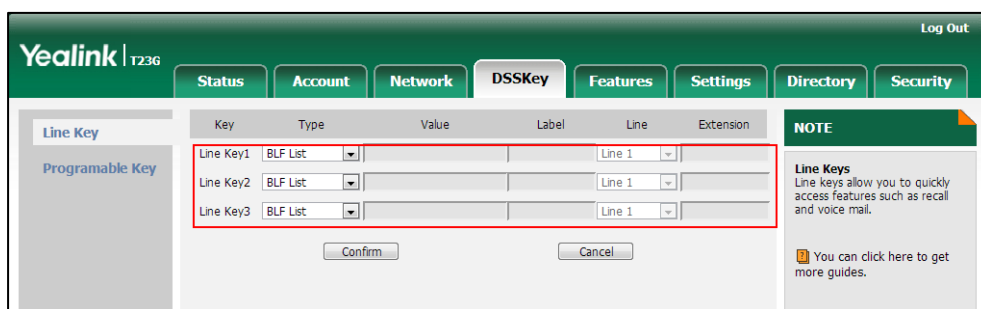 Log Out
Yealink | T23G
Status Account Network DSSKey Features Settings Directory Security
Line Key
Programable Key
Key Type Value Label Line Extension
Line Key1 BLF List Line 1
Line Key2 BLF List Line 1
Line Key3 BLF List Line 1
Confirm Cancel
NOTE
Line Keys
Line keys allow you to quickly
access features such as recall
and voice mail.
You can click here to get
more guides.